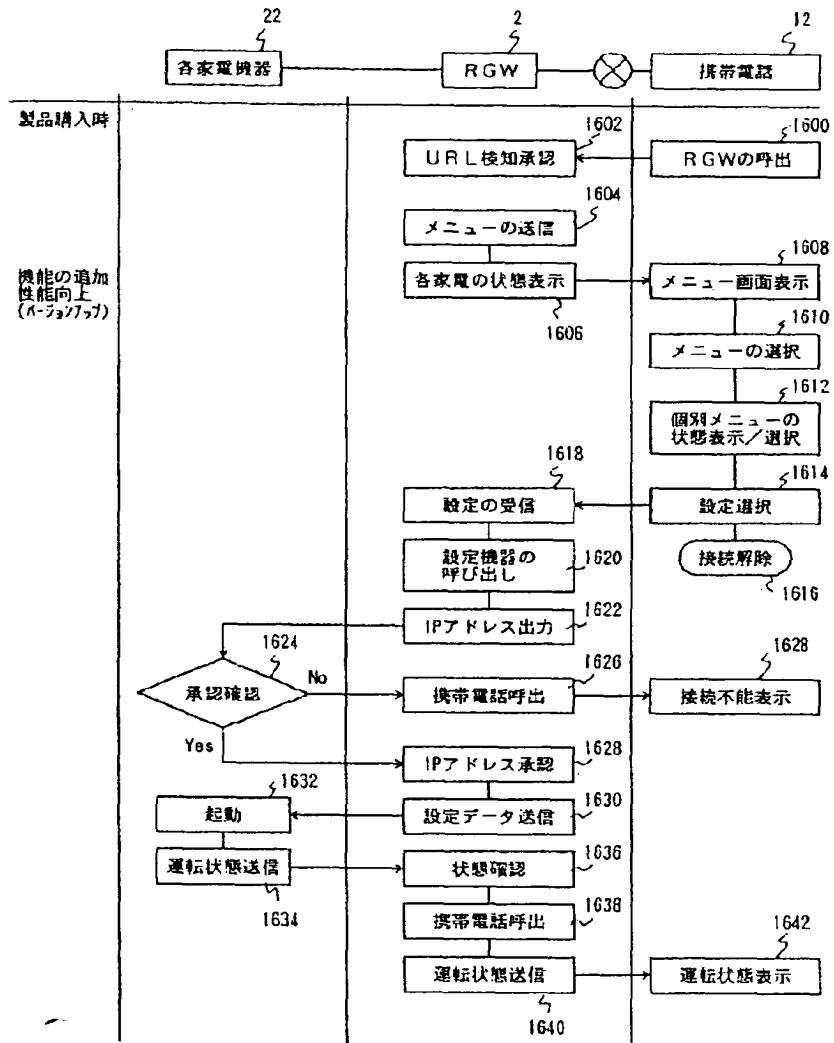 22
2
12
各家電機器
RGW
携帯電話
製品購入時
1602
1600
URL検知承認
RGWの呼出
1604
メニューの送信
機能の追加
性能向上
(バージョンアップ)
1608
各家電の状態表示
メニュー画面表示
1606
1610
メニューの選択
1612
個別メニューの
状態表示/選択
1618
1614
設定の受信
設定選択
設定機器の
呼び出し
1620
接続解除
1616
1622
IPアドレス出力
1624
承認確認
No
1626
携帯電話呼出
1628
接続不能表示
Yes
1628
IPアドレス承認
1632
起動
1630
設定データ送信
運転状態送信
1634
1636
状態確認
1638
携帯電話呼出
1642
運転状態送信
運転状態表示
1640